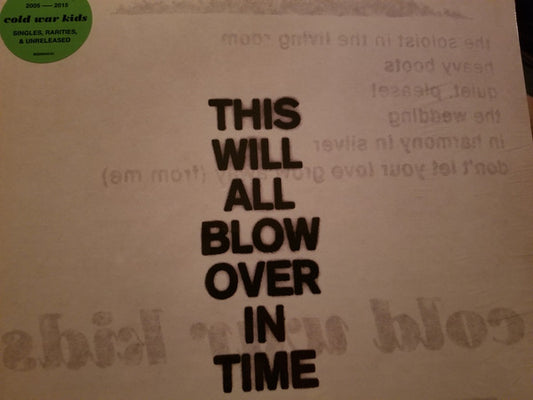 2005 — 2015
cold war kids
SINGLES, RARITIES,
& UNRELEASED
the soloist in the living room
heavy boots
quiet, please!
the wedding
in harmony in silver
don't let your love grow away (from me)
THIS
WILL
ALL
BLOW
OVER
IN
TIME
cold war kids